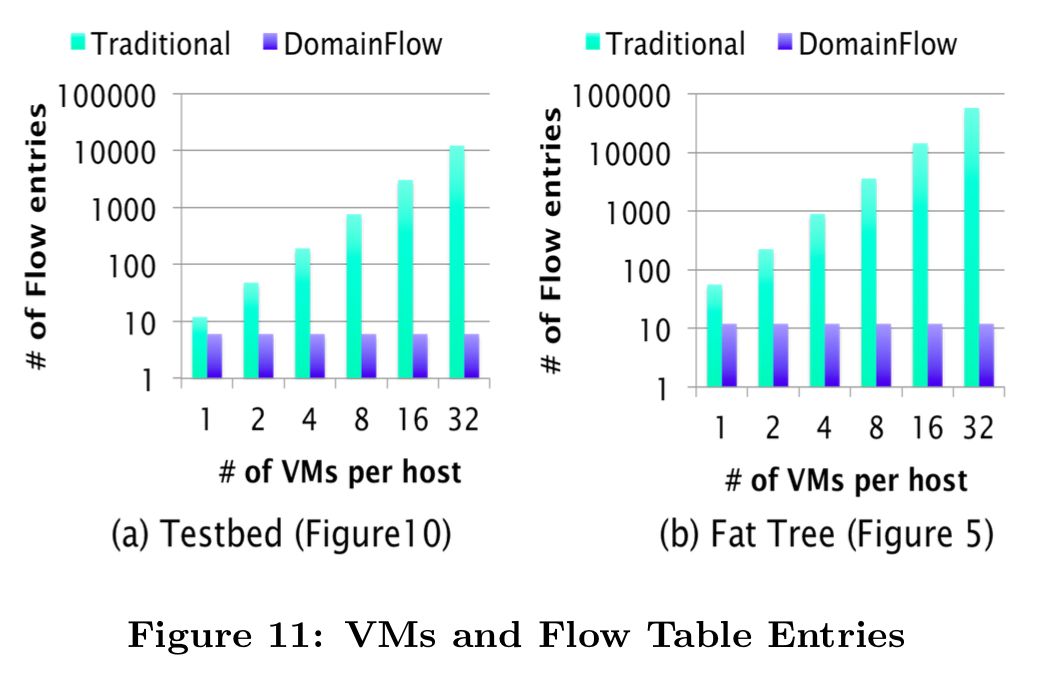 Traditional DomainFlow
# of Flow entries
100000
10000
1000
100
10
1
1 2 4 8 16 32
# of VMs per host
(a) Testbed (Figure10)
Traditional DomainFlow
# of Flow entries
100000
10000
1000
100
10
1
1 2 4 8 16 32
# of VMs per host
(b) Fat Tree (Figure 5)
Figure 11: VMs and Flow Table Entries